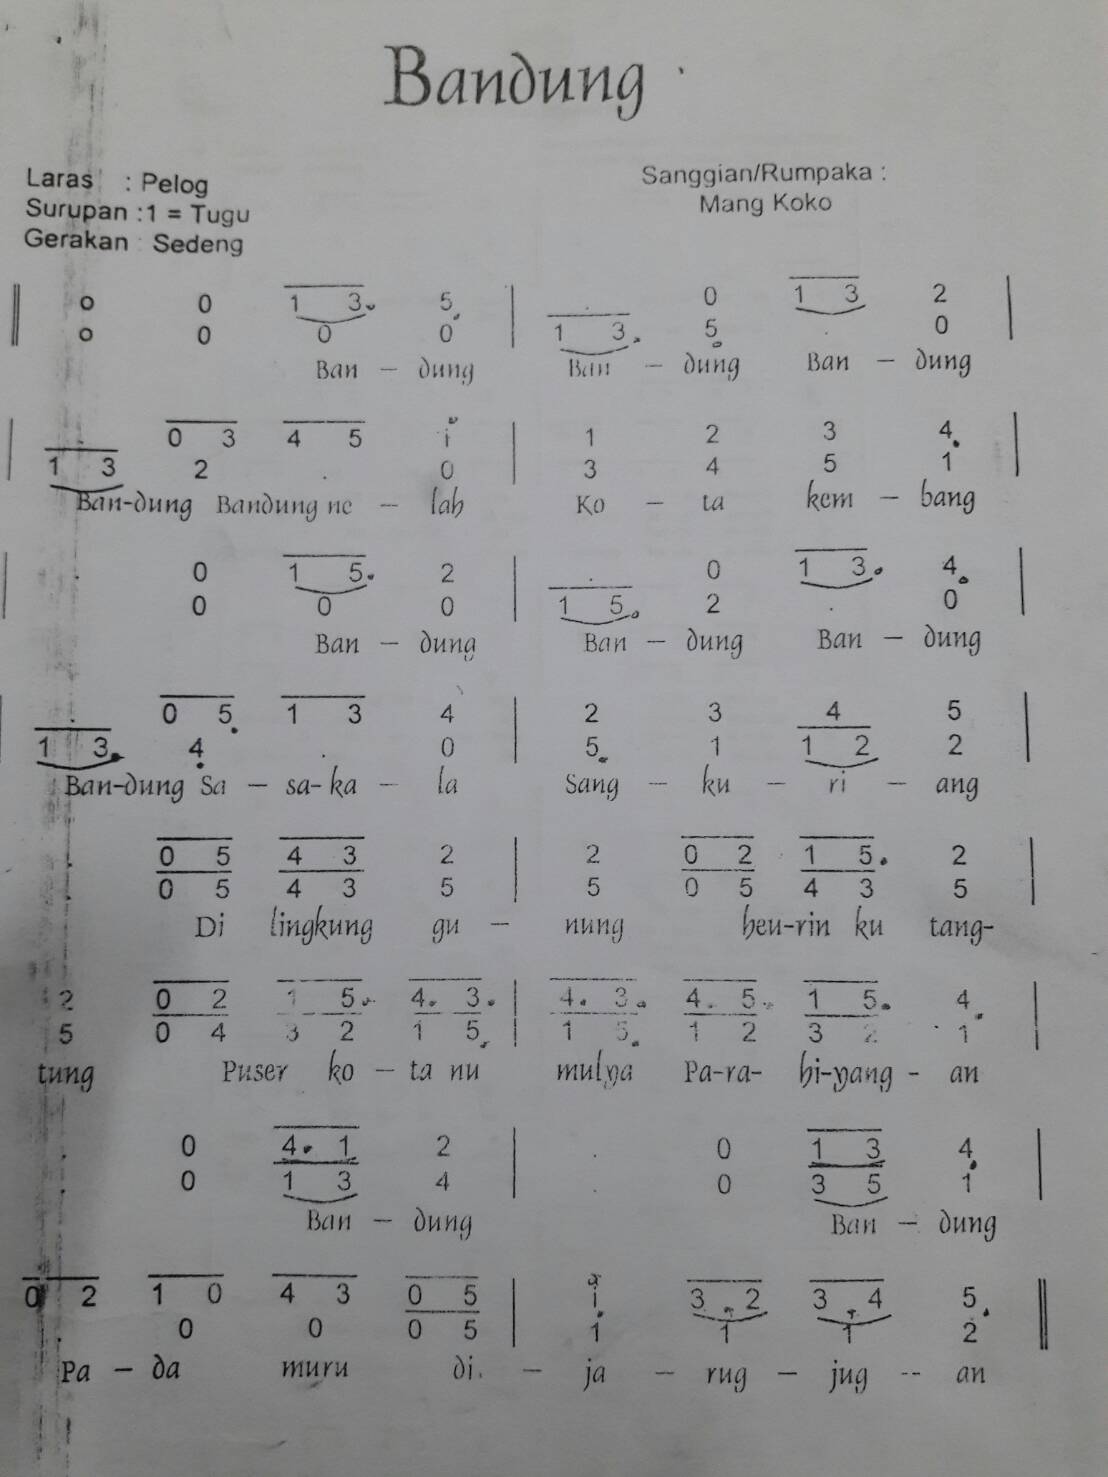 Bandung
Laras : Pelog
Surupan :1 = Tugu
Gerakan : Sedeng
Sanggian/Rumpaka :
Mang Koko
|| 0 0 1 3. 5. | . 0 1 3 2 |
0 0 0 0 | 1 3. 5. . 0 |
Ban - dung Ban - dung Ban - dung
| . 0 3 4 5 i | 1 2 3 4. |
1 3 2 . 0 | 3 4 5 1 |
Ban-dung Bandung ne - lah Ko - ta kem - bang
| . 0 1 5. 2 | . 0 1 3. 4. |
0 0 0 | 1 5. 2 . 0 |
Ban - dung Ban - dung Ban - dung
| . 0 5. 1 3 4 | 2 3 4 5 |
1 3. 4 . 0 | 5. 1 1 2 2 |
Ban-dung Sa - sa-ka - la Sang - ku - ri - ang
. 0 5 4 3 2 | 2 0 2 1 5. 2 |
. 0 5 4 3 5 | 5 0 5 4 3 5 |
Di lingkung gu - nung heu-rin ku tang-
2 0 2 1 5. 4. 3. | 4. 3. 4. 5. 1 5. 4. |
5 0 4 3 2 1 5. | 1 5. 1 2 3 2 . 1 |
tung Puser ko - ta nu mulya Pa-ra- hi-yang - an
. 0 4. 1 2 | . 0 1 3 4. |
. 0 1 3 4 | . 0 3 5 1 |
Ban - dung Ban - dung
0 2 1 0 4 3 0 5 | i 3 . 2 3 . 4 5. ||
. 0 0 0 5 | 1 1 1 2 ||
Pa - da muru di. - ja - rug - jug -- an